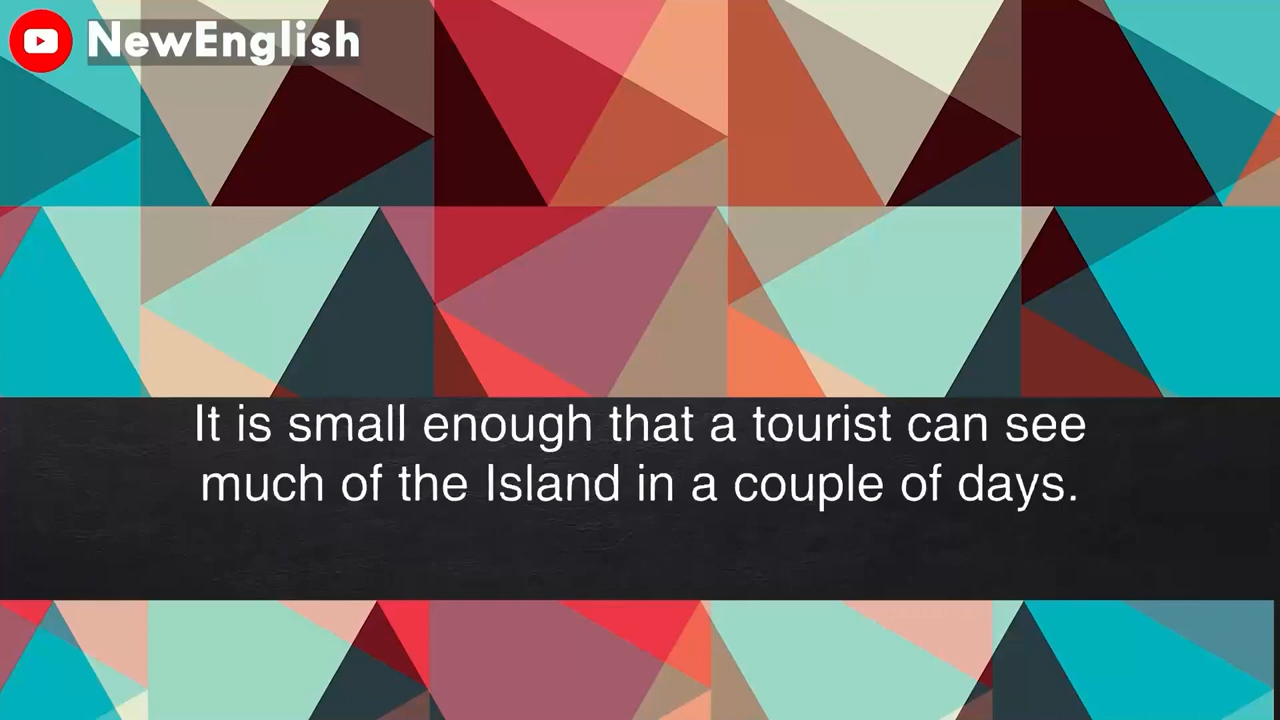 NewEnglish
It is small enough that a tourist can see
much of the Island in a couple of days.